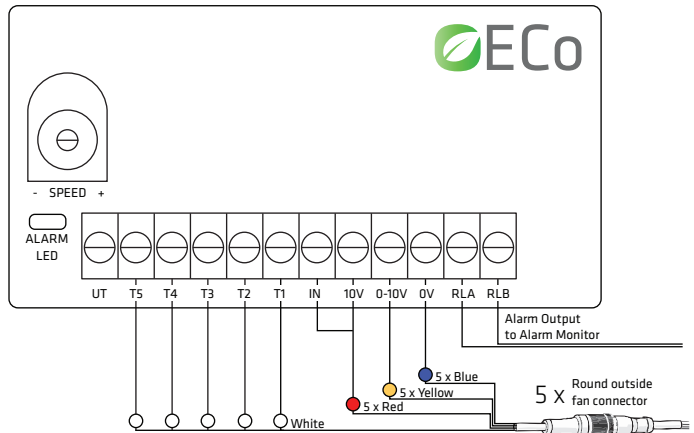 ECo
- SPEED +
ALARM
LED
UT T5 T4 T3 T2 T1 IN 10V 0-10V 0V RLA RLB
Alarm Output
to Alarm Monitor
5 x Blue
5 x Yellow
5 x Red
White
5 x Round outside
fan connector